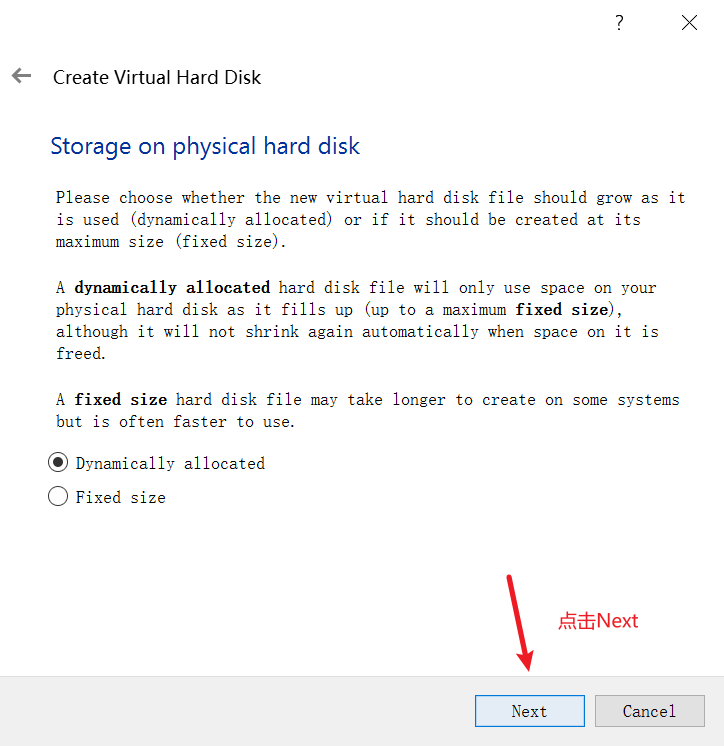 ?
Create Virtual Hard Disk
Storage on physical hard disk
Please choose whether the new virtual hard disk file should grow as it
is used (dynamically allocated) or if it should be created at its
maximum size (fixed size).
A dynamically allocated hard disk file will only use space on your
physical hard disk as it fills up (up to a maximum fixed size),
although it will not shrink again automatically when space on it is
freed.
A fixed size hard disk file may take longer to create on some systems
but is often faster to use.
Dynamically allocated
Fixed size
点击Next
Next
Cancel